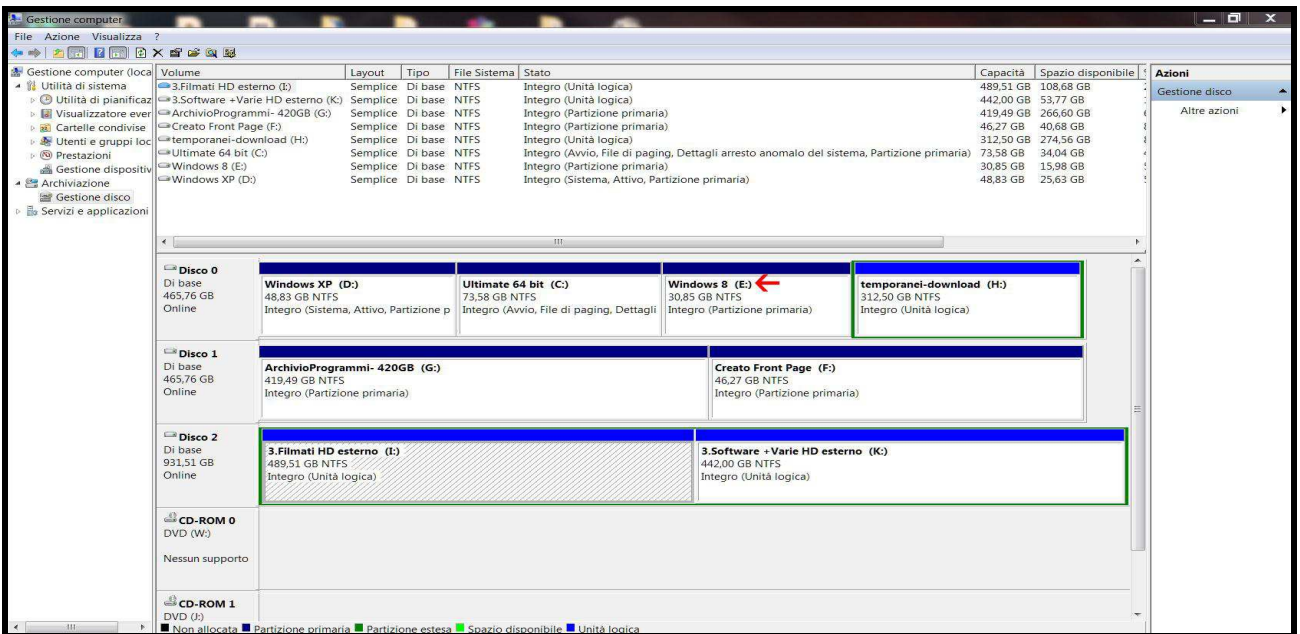 Gestione computer
File Azione Visualizza ?
Gestione computer (loca
Utilità di sistema
Utilità di pianificaz
Visualizzatore ever
Cartelle condivise
Utenti e gruppi loc
Prestazioni
Gestione dispositiv
Archiviazione
Gestione disco
Servizi e applicazioni
Volume Layout Tipo File Sistema Stato Capacità Spazio disponibile
3.Filmati HD esterno (I:) Semplice Di base NTFS Integro (Unità logica) 489,51 GB 108,68 GB
3.Software +Varie HD esterno (K:) Semplice Di base NTFS Integro (Unità logica) 442,00 GB 53,77 GB
ArchivioProgrammi- 420GB (G:) Semplice Di base NTFS Integro (Partizione primaria) 419,49 GB 266,60 GB
Creato Front Page (F:) Semplice Di base NTFS Integro (Partizione primaria) 46,27 GB 40,68 GB
temporanei-download (H:) Semplice Di base NTFS Integro (Unità logica) 312,50 GB 274,56 GB
Ultimate 64 bit (C:) Semplice Di base NTFS Integro (Avvio, File di paging, Dettagli arresto anomalo del sistema, Partizione primaria) 73,58 GB 34,04 GB
Windows 8 (E:) Semplice Di base NTFS Integro (Partizione primaria) 30,85 GB 15,98 GB
Windows XP (D:) Semplice Di base NTFS Integro (Sistema, Attivo, Partizione primaria) 48,83 GB 25,63 GB
Azioni
Gestione disco
Altre azioni
Disco 0
Di base
465,76 GB
Online
Windows XP (D:)
48,83 GB NTFS
Integro (Sistema, Attivo, Partizione p
Ultimate 64 bit (C:)
73,58 GB NTFS
Integro (Avvio, File di paging, Dettagli
Windows 8 (E:)
30,85 GB NTFS
Integro (Partizione primaria)
temporanei-download (H:)
312,50 GB NTFS
Integro (Unità logica)
Disco 1
Di base
465,76 GB
Online
ArchivioProgrammi- 420GB (G:)
419,49 GB NTFS
Integro (Partizione primaria)
Creato Front Page (F:)
46,27 GB NTFS
Integro (Partizione primaria)
Disco 2
Di base
931,51 GB
Online
3.Filmati HD esterno (I:)
489,51 GB NTFS
Integro (Unità logica)
3.Software +Varie HD esterno (K:)
442,00 GB NTFS
Integro (Unità logica)
CD-ROM 0
DVD (W:)
Nessun supporto
CD-ROM 1
DVD (J:)
Non allocata Partizione primaria Partizione estesa Spazio disponibile Unità logica